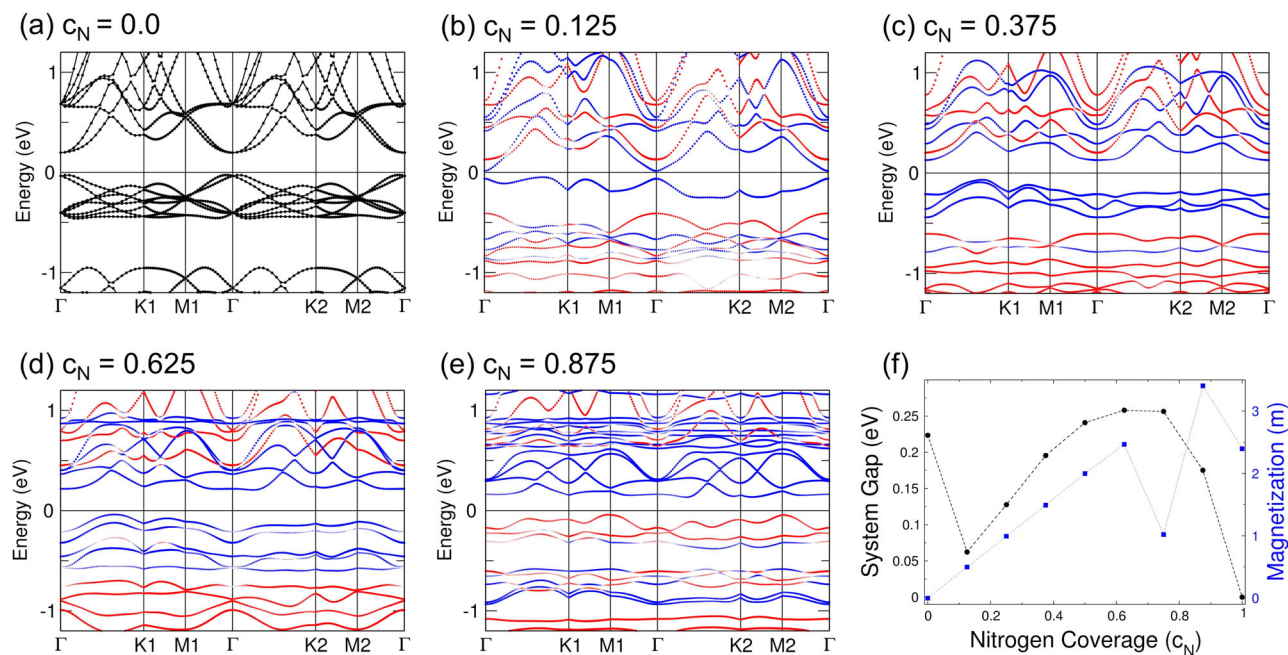 (a) c_N = 0.0
(b) c_N = 0.125
(c) c_N = 0.375
Energy (eV)
1
0
-1
Γ K1 M1 Γ K2 M2 Γ
Energy (eV)
1
0
-1
Γ K1 M1 Γ K2 M2 Γ
Energy (eV)
1
0
-1
Γ K1 M1 Γ K2 M2 Γ
(d) c_N = 0.625
(e) c_N = 0.875
(f)
Energy (eV)
1
0
-1
Γ K1 M1 Γ K2 M2 Γ
Energy (eV)
1
0
-1
Γ K1 M1 Γ K2 M2 Γ
System Gap (eV)
0.25
0.2
0.15
0.1
0.05
0
0 0.2 0.4 0.6 0.8 1
Nitrogen Coverage (c_N)
3
2
1
0
Magnetization (m)